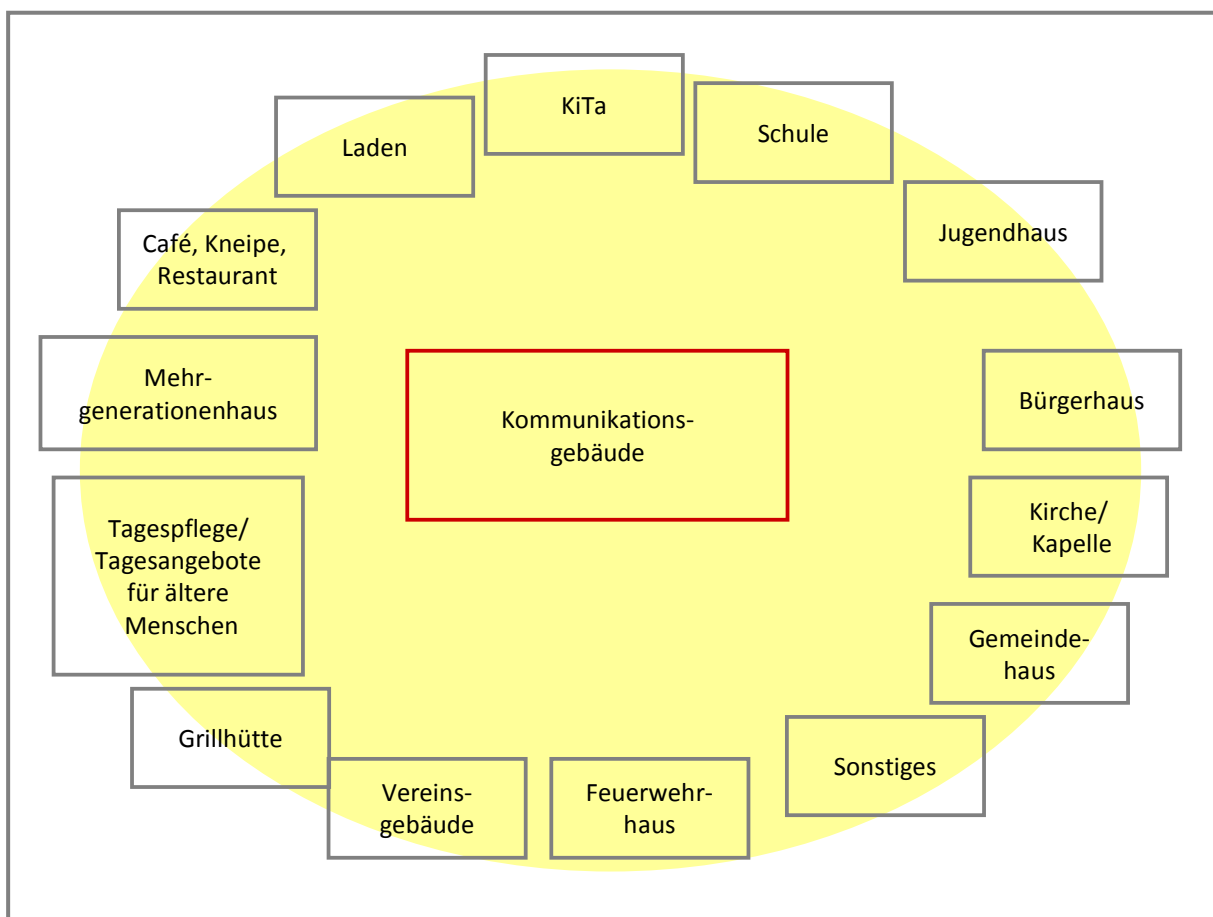 KiTa
Schule
Laden
Jugendhaus
Café, Kneipe,
Restaurant
Mehr-
generationenhaus
Kommunikations-
gebäude
Bürgerhaus
Tagespflege/
Tagesangebote
für ältere
Menschen
Kirche/
Kapelle
Gemeinde-
haus
Grillhütte
Sonstiges
Vereins-
gebäude
Feuerwehr-
haus